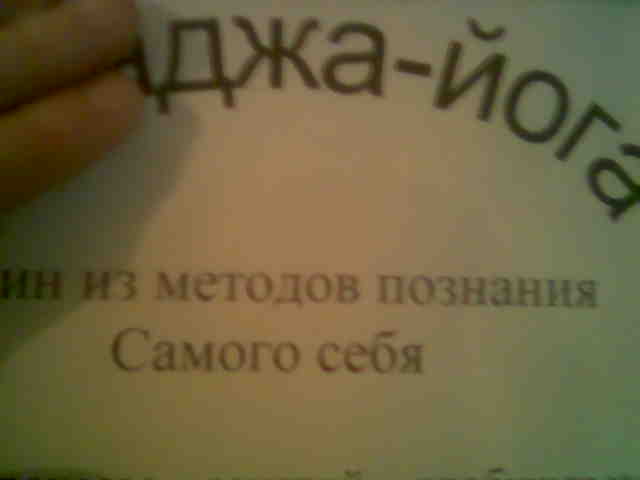 аджа-йога
ин из методов познания
Самого себя